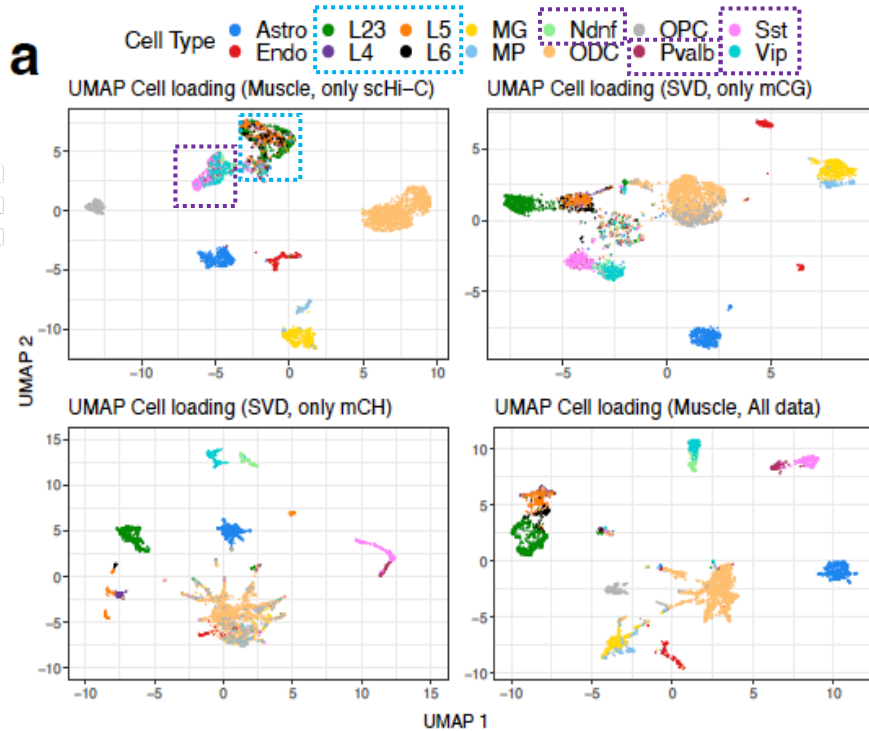 a
Cell Type Astro L23 L5 MG Ndnf OPC Sst
Endo L4 L6 MP ODC Pvalb Vip
UMAP Cell loading (Muscle, only scHi−C) UMAP Cell loading (SVD, only mCG)
5
0
−5
−10
−10 −5 0 5 10
5
0
−5
−5 0 5
UMAP Cell loading (SVD, only mCH) UMAP Cell loading (Muscle, All data)
15
10
5
0
−5
−10
−10 −5 0 5 10 15
10
5
0
−5
−10
−10 −5 0 5 10
UMAP 2
UMAP 1